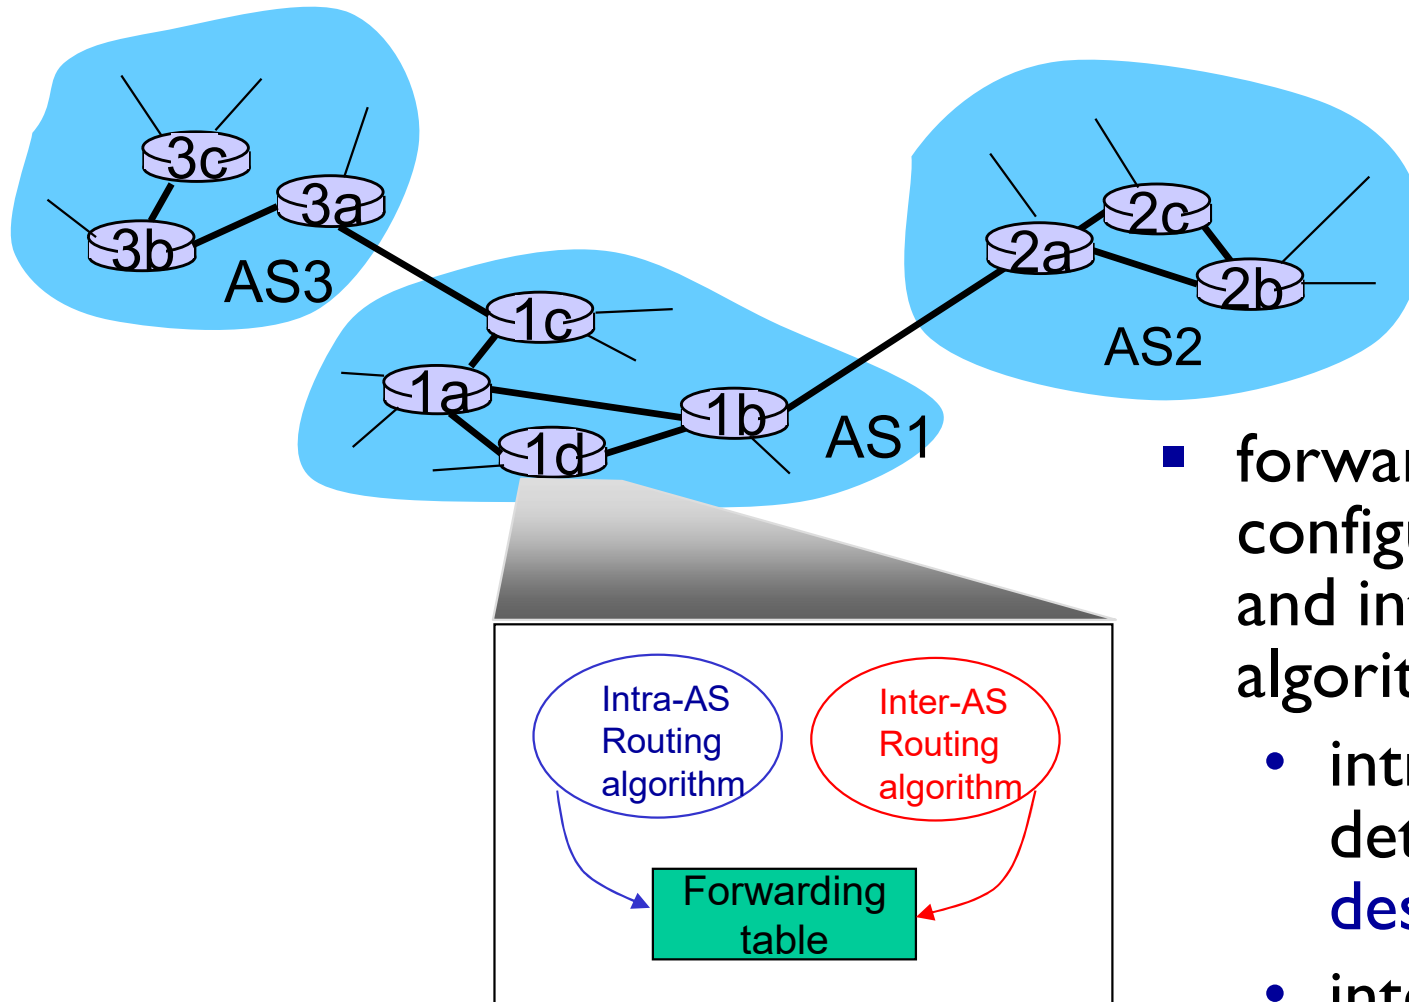 3c
3a
3b
AS3
2c
2a
2b
AS2
1c
1a
1b
AS1
1d
Intra-AS
Routing
algorithm
Inter-AS
Routing
algorithm
Forwarding
table
and